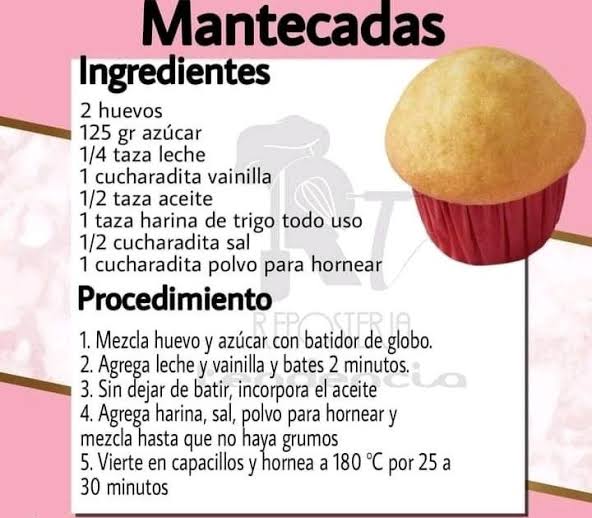 Mantecadas
Ingredientes
2 huevos
125 gr azúcar
1/4 taza leche
1 cucharadita vainilla
1/2 taza aceite
1 taza harina de trigo todo uso
1/2 cucharadita sal
1 cucharadita polvo para hornear
Procedimiento
REPOSTERIA
Tendencia
1. Mezcla huevo y azúcar con batidor de globo.
2. Agrega leche y vainilla y bates 2 minutos.
3. Sin dejar de batir, incorpora el aceite
4. Agrega harina, sal, polvo para hornear y
mezcla hasta que no haya grumos
5. Vierte en capacillos y hornea a 180 °C por 25 a
30 minutos